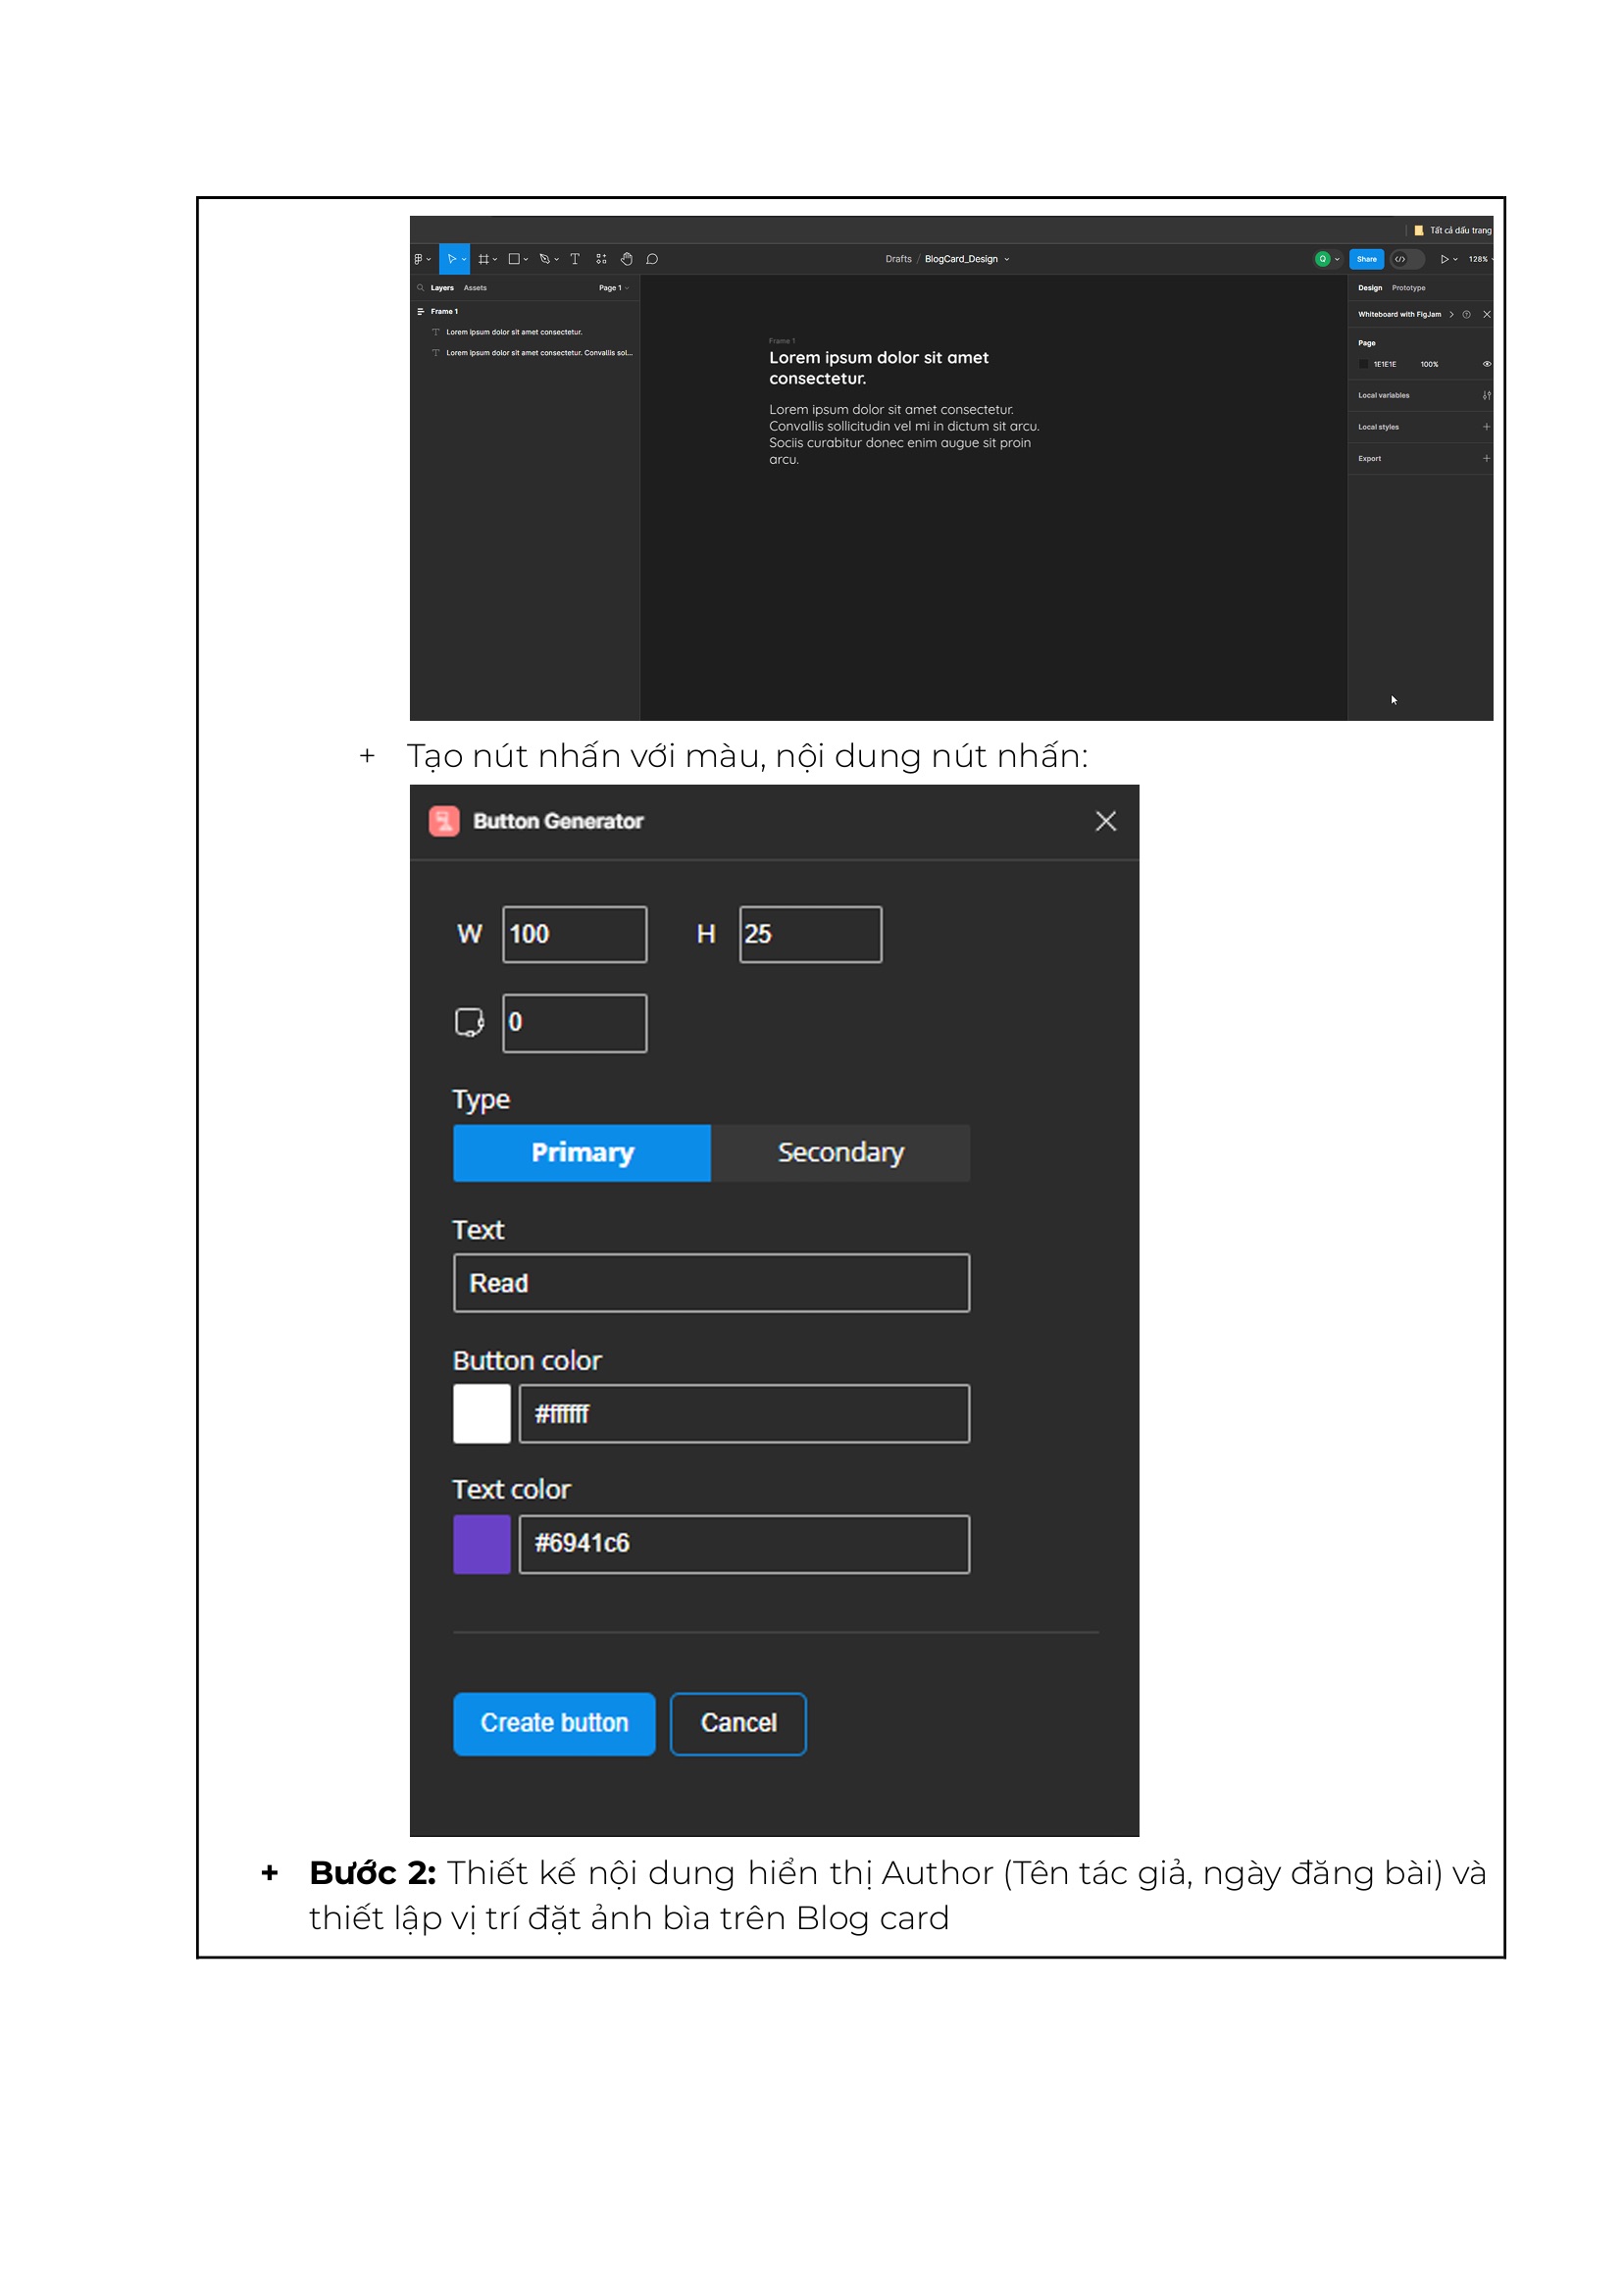 Tất cả dấu trang
Drafts / BlogCard_Design
Q
Share
128%
Layers Assets Page 1
Design Prototype
Frame 1
Whiteboard with FigJam
Lorem ipsum dolor sit amet consectetur.
Lorem ipsum dolor sit amet consectetur. Convallis sol...
Frame 1
Lorem ipsum dolor sit amet
consectetur.
Lorem ipsum dolor sit amet consectetur.
Convallis sollicitudin vel mi in dictum sit arcu.
Sociis curabitur donec enim augue sit proin
arcu.
Page
1E1E1E 100%
Local variables
Local styles
Export
+ Tạo nút nhấn với màu, nội dung nút nhấn:
Button Generator
W 100 H 25
0
Type
Primary Secondary
Text
Read
Button color
#ffffff
Text color
#6941c6
Create button Cancel
+ Bước 2: Thiết kế nội dung hiển thị Author (Tên tác giả, ngày đăng bài) và
thiết lập vị trí đặt ảnh bìa trên Blog card